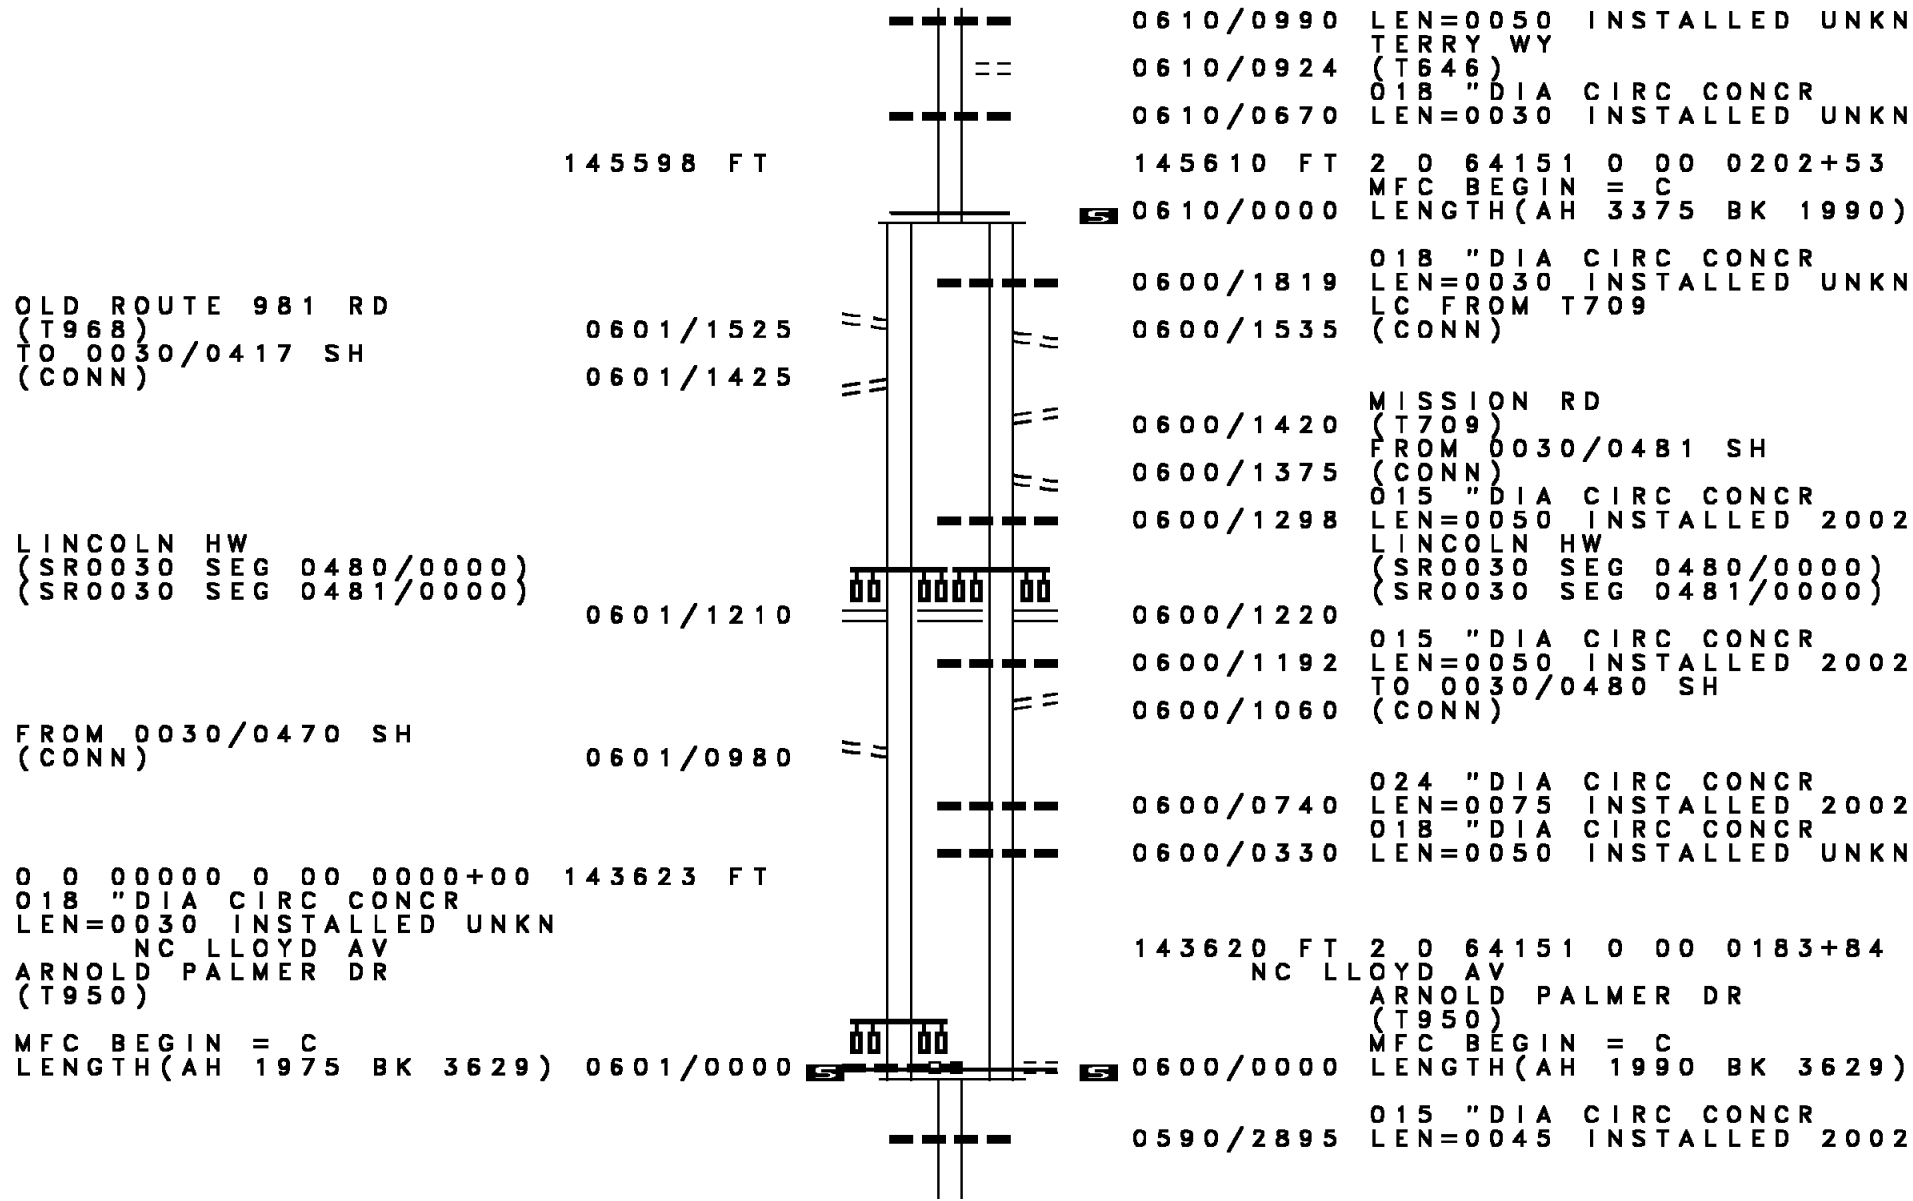 0610/0990 LEN=0050 INSTALLED UNKN
TERRY WY
0610/0924 (T646)
018 "DIA CIRC CONCR
0610/0670 LEN=0030 INSTALLED UNKN
145598 FT 145610 FT 2 0 64151 0 00 0202+53
MFC BEGIN = C
S 0610/0000 LENGTH(AH 3375 BK 1990)
018 "DIA CIRC CONCR
0600/1819 LEN=0030 INSTALLED UNKN
OLD ROUTE 981 RD LC FROM T709
(T968) 0601/1525 0600/1535 (CONN)
TO 0030/0417 SH
(CONN) 0601/1425
MISSION RD
0600/1420 (T709)
FROM 0030/0481 SH
0600/1375 (CONN)
015 "DIA CIRC CONCR
0600/1298 LEN=0050 INSTALLED 2002
LINCOLN HW LINCOLN HW
(SR0030 SEG 0480/0000) (SR0030 SEG 0480/0000)
(SR0030 SEG 0481/0000) (SR0030 SEG 0481/0000)
0601/1210 0600/1220
015 "DIA CIRC CONCR
0600/1192 LEN=0050 INSTALLED 2002
TO 0030/0480 SH
0600/1060 (CONN)
FROM 0030/0470 SH
(CONN) 0601/0980
024 "DIA CIRC CONCR
0600/0740 LEN=0075 INSTALLED 2002
018 "DIA CIRC CONCR
0600/0330 LEN=0050 INSTALLED UNKN
0 0 00000 0 00 0000+00 143623 FT
018 "DIA CIRC CONCR
LEN=0030 INSTALLED UNKN
NC LLOYD AV 143620 FT 2 0 64151 0 00 0183+84
ARNOLD PALMER DR NC LLOYD AV
(T950) ARNOLD PALMER DR
(T950)
MFC BEGIN = C MFC BEGIN = C
LENGTH(AH 1975 BK 3629) 0601/0000 S S 0600/0000 LENGTH(AH 1990 BK 3629)
015 "DIA CIRC CONCR
0590/2895 LEN=0045 INSTALLED 2002